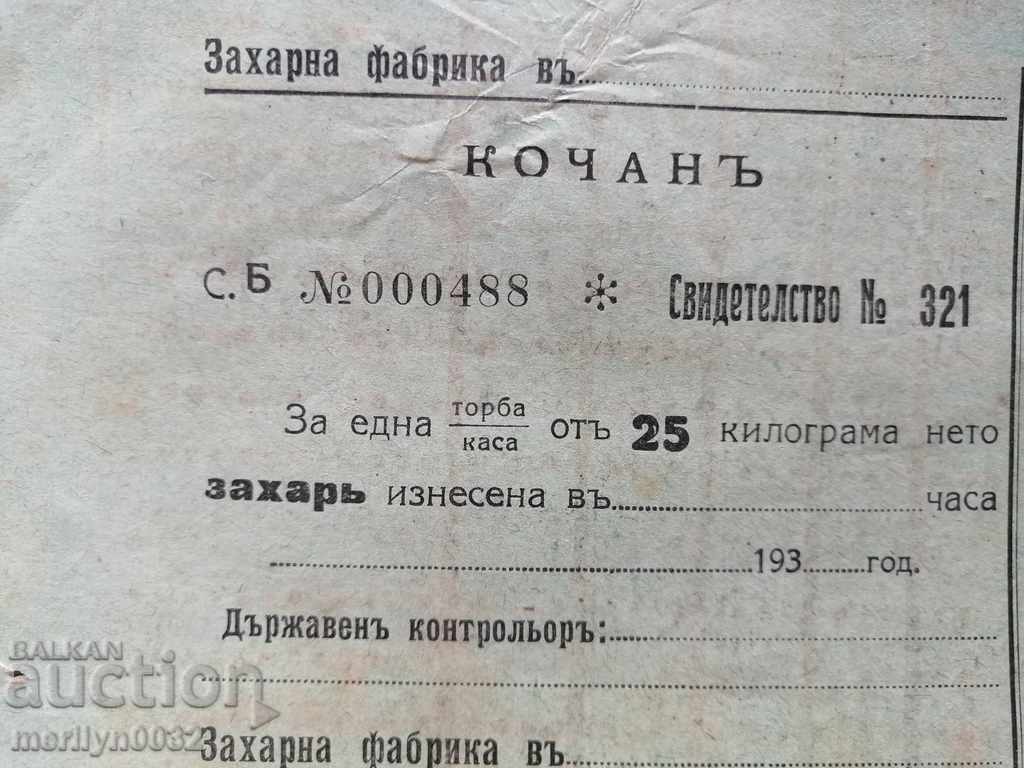 Захарна фабрика въ....................
КОЧАНЪ
С. Б №000488 * Свидетелство № 321
За една торба/каса отъ 25 килограма нето
захарь изнесена въ....................часа
....................193..........год.
Държавенъ контрольоръ:....................
....................
BALKAN
auction
merilyn0032
Захарна фабрика въ....................